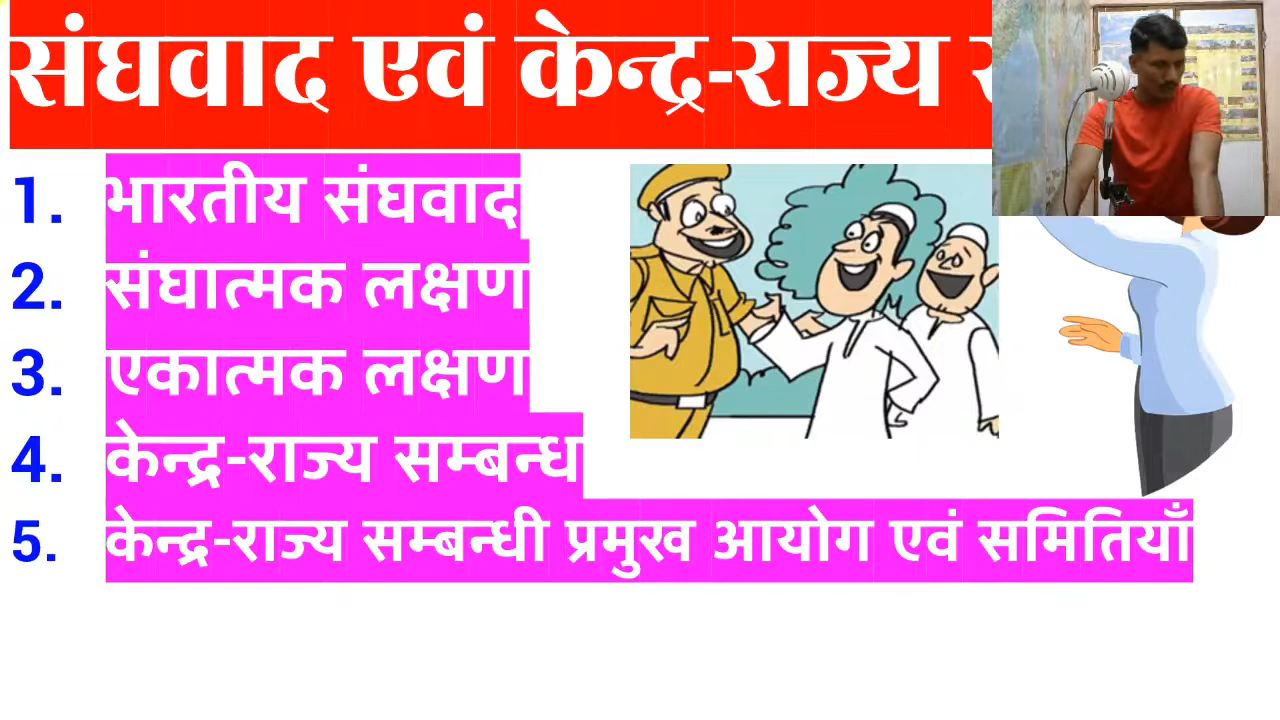 संघवाद एवं केन्द्र-राज्य
1. भारतीय संघवाद
2. संघात्मक लक्षण
3. एकात्मक लक्षण
4. केन्द्र-राज्य सम्बन्ध
5. केन्द्र-राज्य सम्बन्धी प्रमुख आयोग एवं समितियाँ